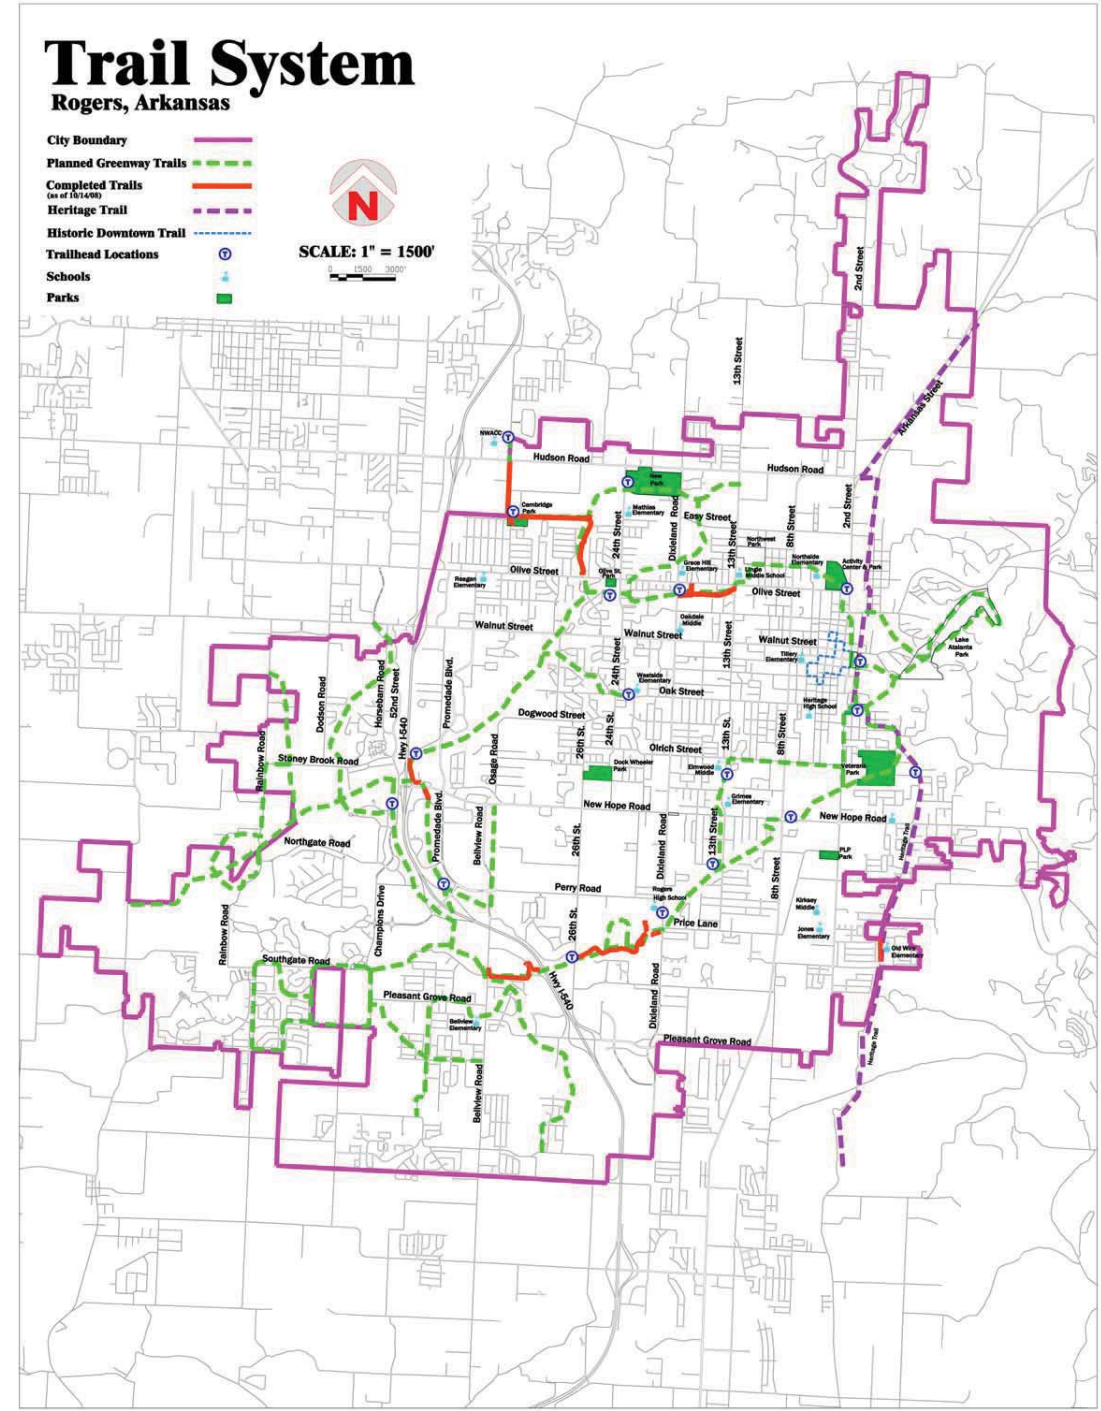 Trail System
Rogers, Arkansas
City Boundary
Planned Greenway Trails
Completed Trails
(as of 10/14/08)
Heritage Trail
Historic Downtown Trail
Trailhead Locations
T
Schools
Parks
N
SCALE: 1" = 1500'
0 1500 3000'
2nd Street
13th Street
Arkansas Street
NWACC
T
Hudson Road
Hudson Road
T
New
Park
2nd Street
T
Cambridge
Park
24th Street
Mathias
Elementary
Dixieland Road
Easy Street
13th Street
8th Street
Northwest
Park
Northside
Elementary
Activity
Center & Park
Grace Hill
Elementary
Lingle
Middle School
Olive Street
Reagan
Elementary
Olive St.
Park
T
T
Olive Street
T
Oakdale
Middle
Walnut Street
Walnut Street
Walnut Street
Tillery
Elementary
T
Lake
Atalanta
Park
24th Street
13th Street
Horsebarn Road
52nd Street
Promedade Blvd.
Dodson Road
Westside
Elementary
T
Oak Street
Heritage
High School
T
Dogwood Street
24th St.
26th St.
13th St.
8th Street
Hwy I-540
Rainbow Road
Stoney Brook Road
T
Osage Road
Olrich Street
Dock Wheeler
Park
Elmwood
Middle
T
Veterans
Park
T
Grimes
Elementary
T
New Hope Road
T
New Hope Road
Promedade Blvd.
Bellview Road
26th St.
Dixieland Road
13th Street
Northgate Road
Heritage Trail
PLP
Park
T
T
8th Street
Perry Road
Rogers
High School
T
Price Lane
Kirksey
Middle
Jones
Elementary
Champions Drive
Rainbow Road
26th St.
Old Wire
Elementary
T
Southgate Road
Hwy I-540
Dixieland Road
Pleasant Grove Road
Bellview
Elementary
Pleasant Grove Road
Heritage Trail
Bellview Road